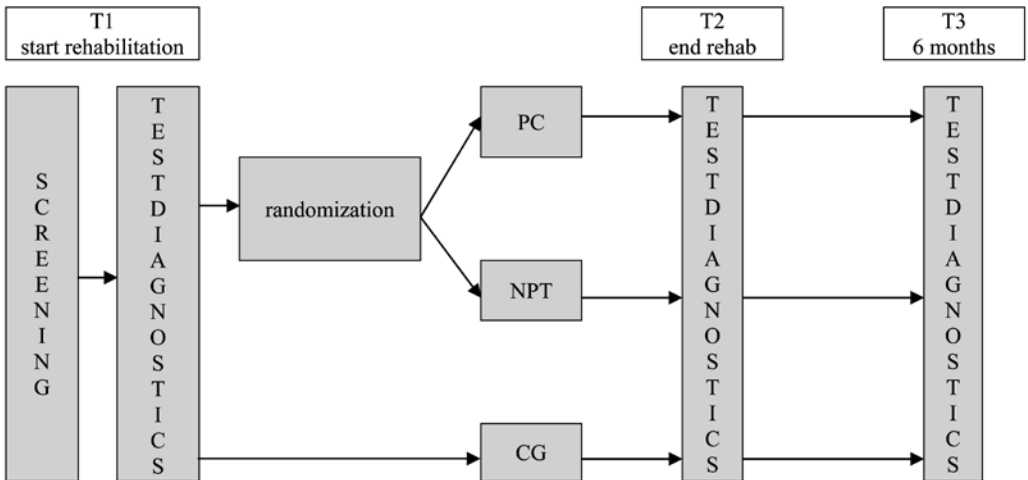 T1
start rehabilitation
T2
end rehab
T3
6 months
SCREENING
TESTDIAGNOSTICS
randomization
PC
NPT
CG
TESTDIAGNOSTICS
TESTDIAGNOSTICS